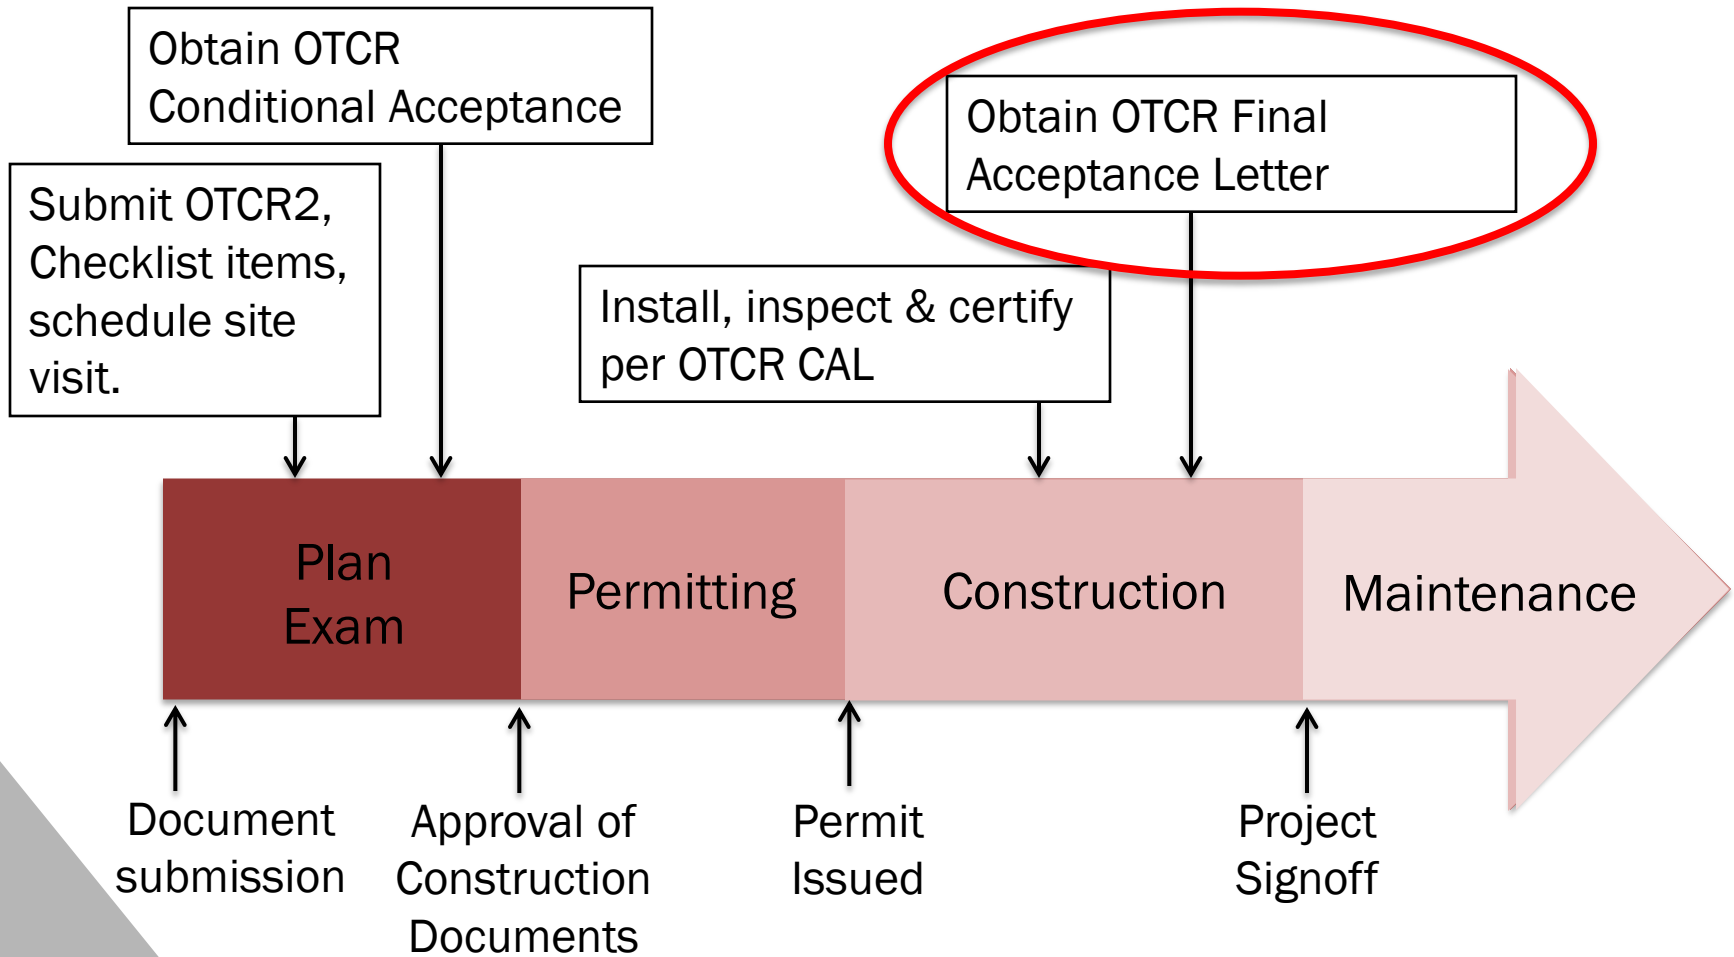 Obtain OTCR
Conditional Acceptance
Obtain OTCR Final
Acceptance Letter
Submit OTCR2,
Checklist items,
schedule site
visit.
Install, inspect & certify
per OTCR CAL
Plan
Exam
Permitting
Construction
Maintenance
Document
submission
Approval of
Construction
Documents
Permit
Issued
Project
Signoff